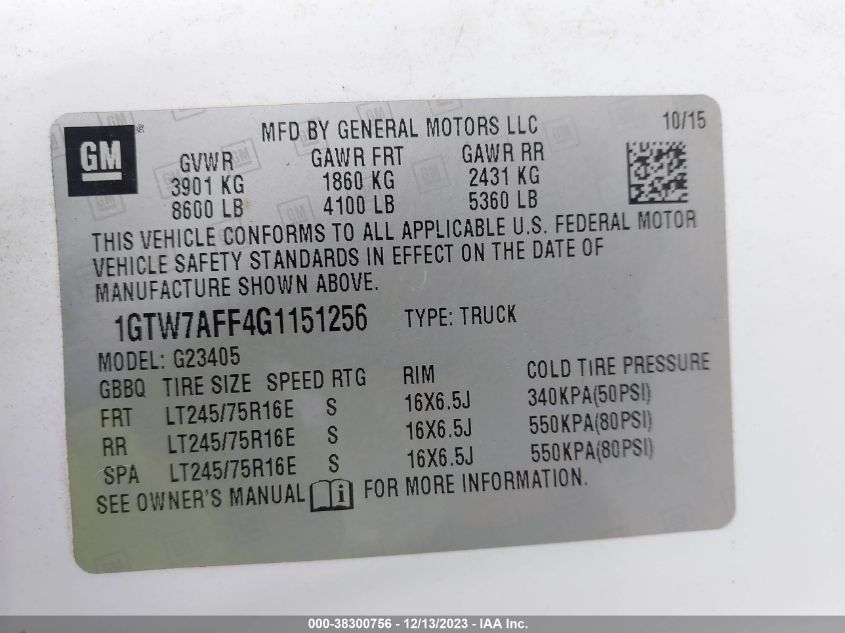 GM ®
MFD BY GENERAL MOTORS LLC 10/15
GVWR GAWR FRT GAWR RR
3901 KG 1860 KG 2431 KG
8600 LB 4100 LB 5360 LB
THIS VEHICLE CONFORMS TO ALL APPLICABLE U.S. FEDERAL MOTOR
VEHICLE SAFETY STANDARDS IN EFFECT ON THE DATE OF
MANUFACTURE SHOWN ABOVE.
1GTW7AFF4G1151256 TYPE: TRUCK
MODEL: G23405
GBBQ TIRE SIZE SPEED RTG RIM COLD TIRE PRESSURE
FRT LT245/75R16E S 16X6.5J 340KPA(50PSI)
RR LT245/75R16E S 16X6.5J 550KPA(80PSI)
SPA LT245/75R16E S 16X6.5J 550KPA(80PSI)
SEE OWNER'S MANUAL i FOR MORE INFORMATION.
000-38300756 - 12/13/2023 - IAA Inc.